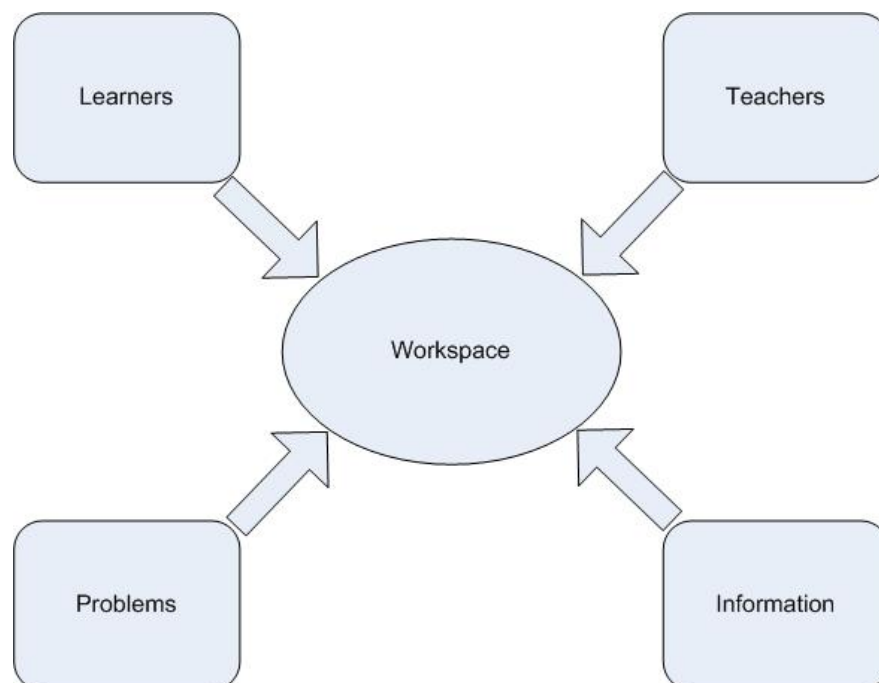 Learners
Teachers
Workspace
Problems
Information